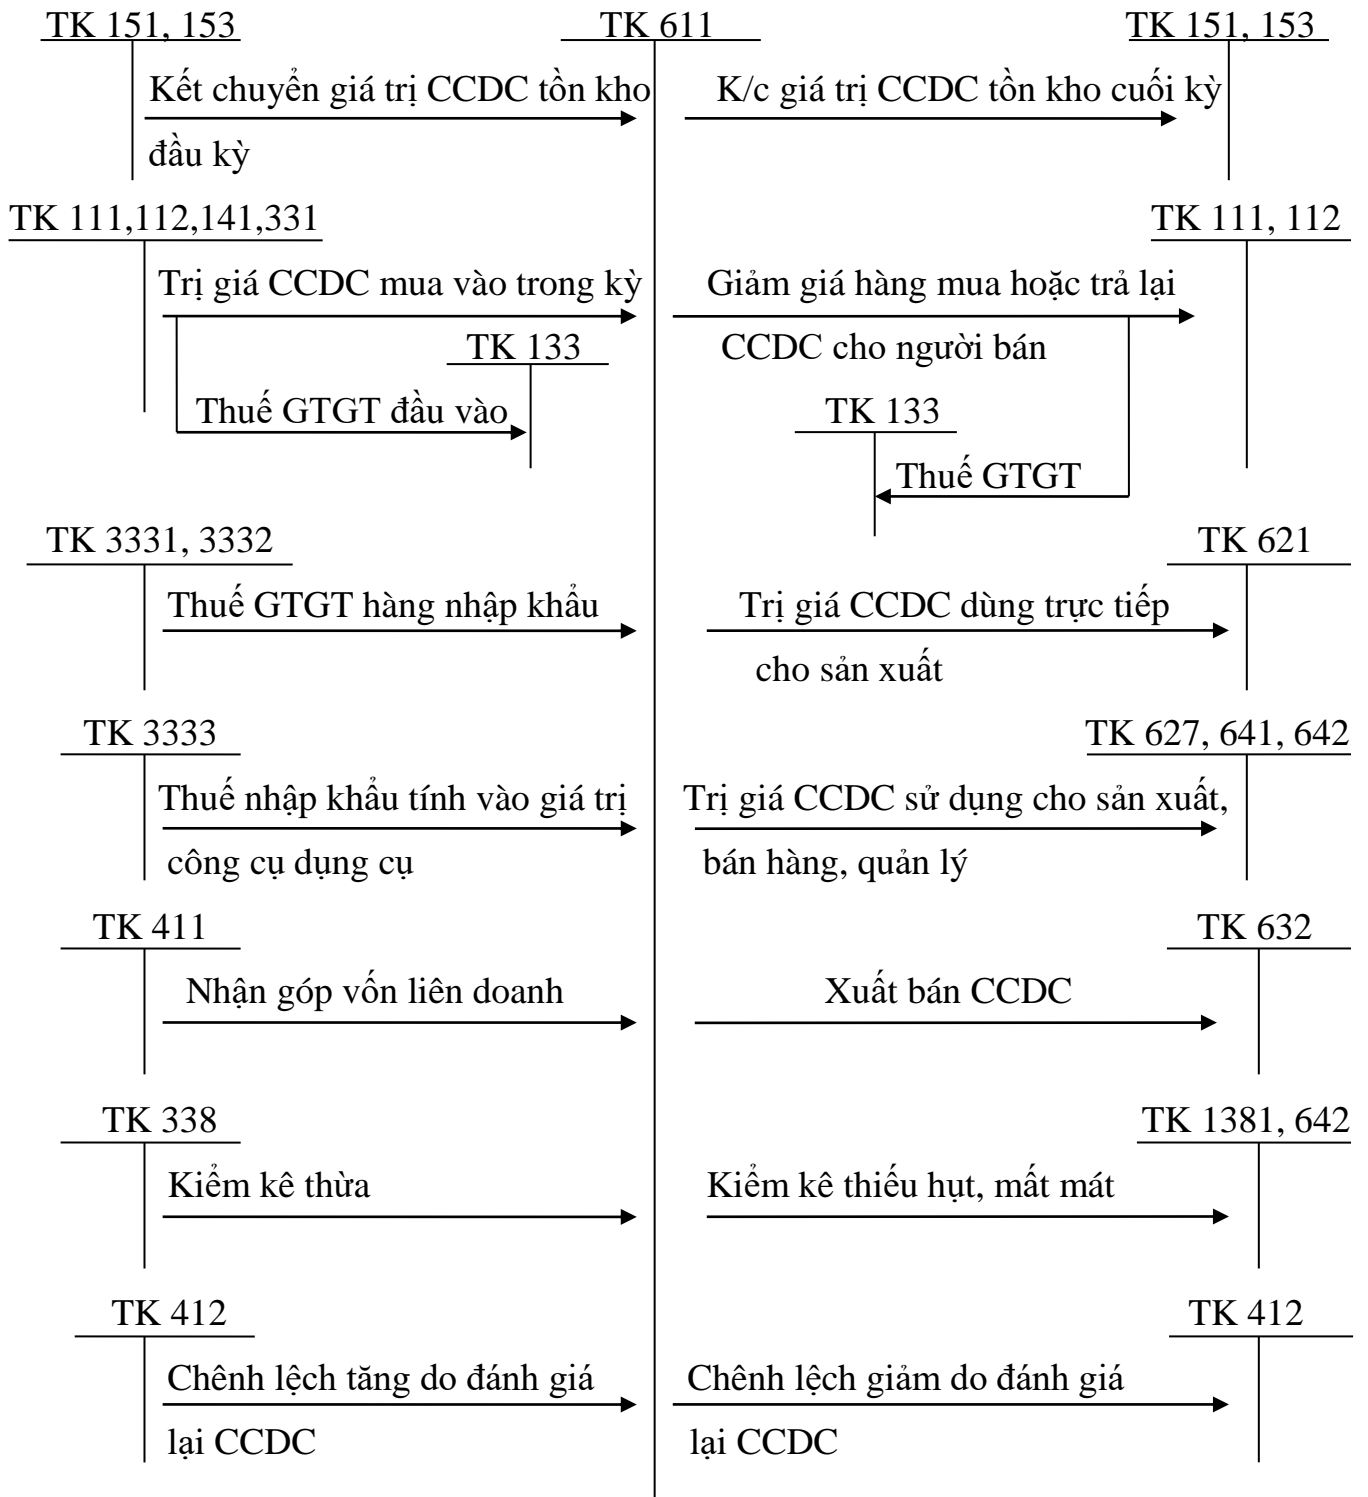 TK 151, 153
TK 611
TK 151, 153
Kết chuyển giá trị CCDC tồn kho
đầu kỳ
K/c giá trị CCDC tồn kho cuối kỳ
TK 111,112,141,331
TK 111, 112
Trị giá CCDC mua vào trong kỳ
Giảm giá hàng mua hoặc trả lại
CCDC cho người bán
TK 133
Thuế GTGT đầu vào
TK 133
Thuế GTGT
TK 3331, 3332
TK 621
Thuế GTGT hàng nhập khẩu
Trị giá CCDC dùng trực tiếp
cho sản xuất
TK 3333
TK 627, 641, 642
Thuế nhập khẩu tính vào giá trị
công cụ dụng cụ
Trị giá CCDC sử dụng cho sản xuất,
bán hàng, quản lý
TK 411
TK 632
Nhận góp vốn liên doanh
Xuất bán CCDC
TK 338
TK 1381, 642
Kiểm kê thừa
Kiểm kê thiếu hụt, mất mát
TK 412
TK 412
Chênh lệch tăng do đánh giá
lại CCDC
Chênh lệch giảm do đánh giá
lại CCDC